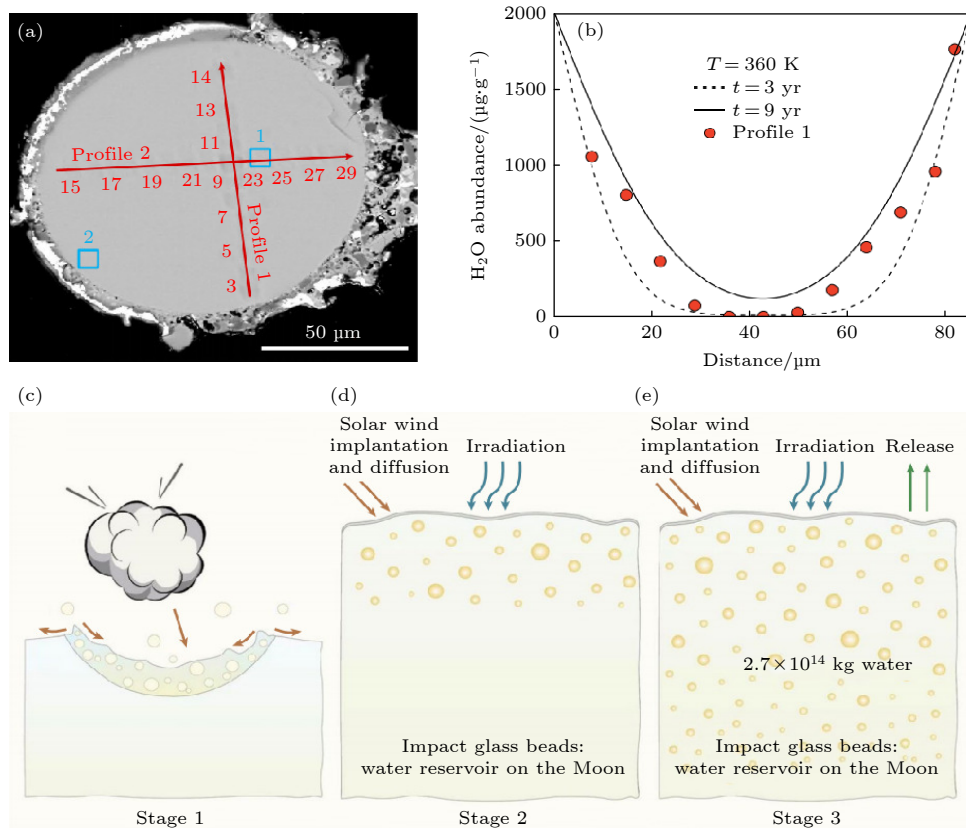 (a)
14
13
11
1
Profile 2
15 17 19 21 9 23 25 27 29
7
2
5
Profile 1
3
50 µm
(b)
T = 360 K
t = 3 yr
t = 9 yr
Profile 1
2000
1500
1000
500
0
H₂O abundance/(µg·g⁻¹)
0 20 40 60 80
Distance/µm
(c)
Stage 1
(d)
Solar wind
implantation
and diffusion
Irradiation
Impact glass beads:
water reservoir on the Moon
Stage 2
(e)
Solar wind
implantation
and diffusion
Irradiation
Release
2.7×10¹⁴ kg water
Impact glass beads:
water reservoir on the Moon
Stage 3